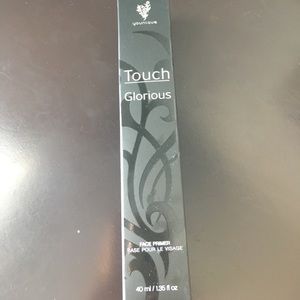 younique
Touch
Glorious
FACE PRIMER
BASE POUR LE VISAGE
40 ml / 1.35 fl oz